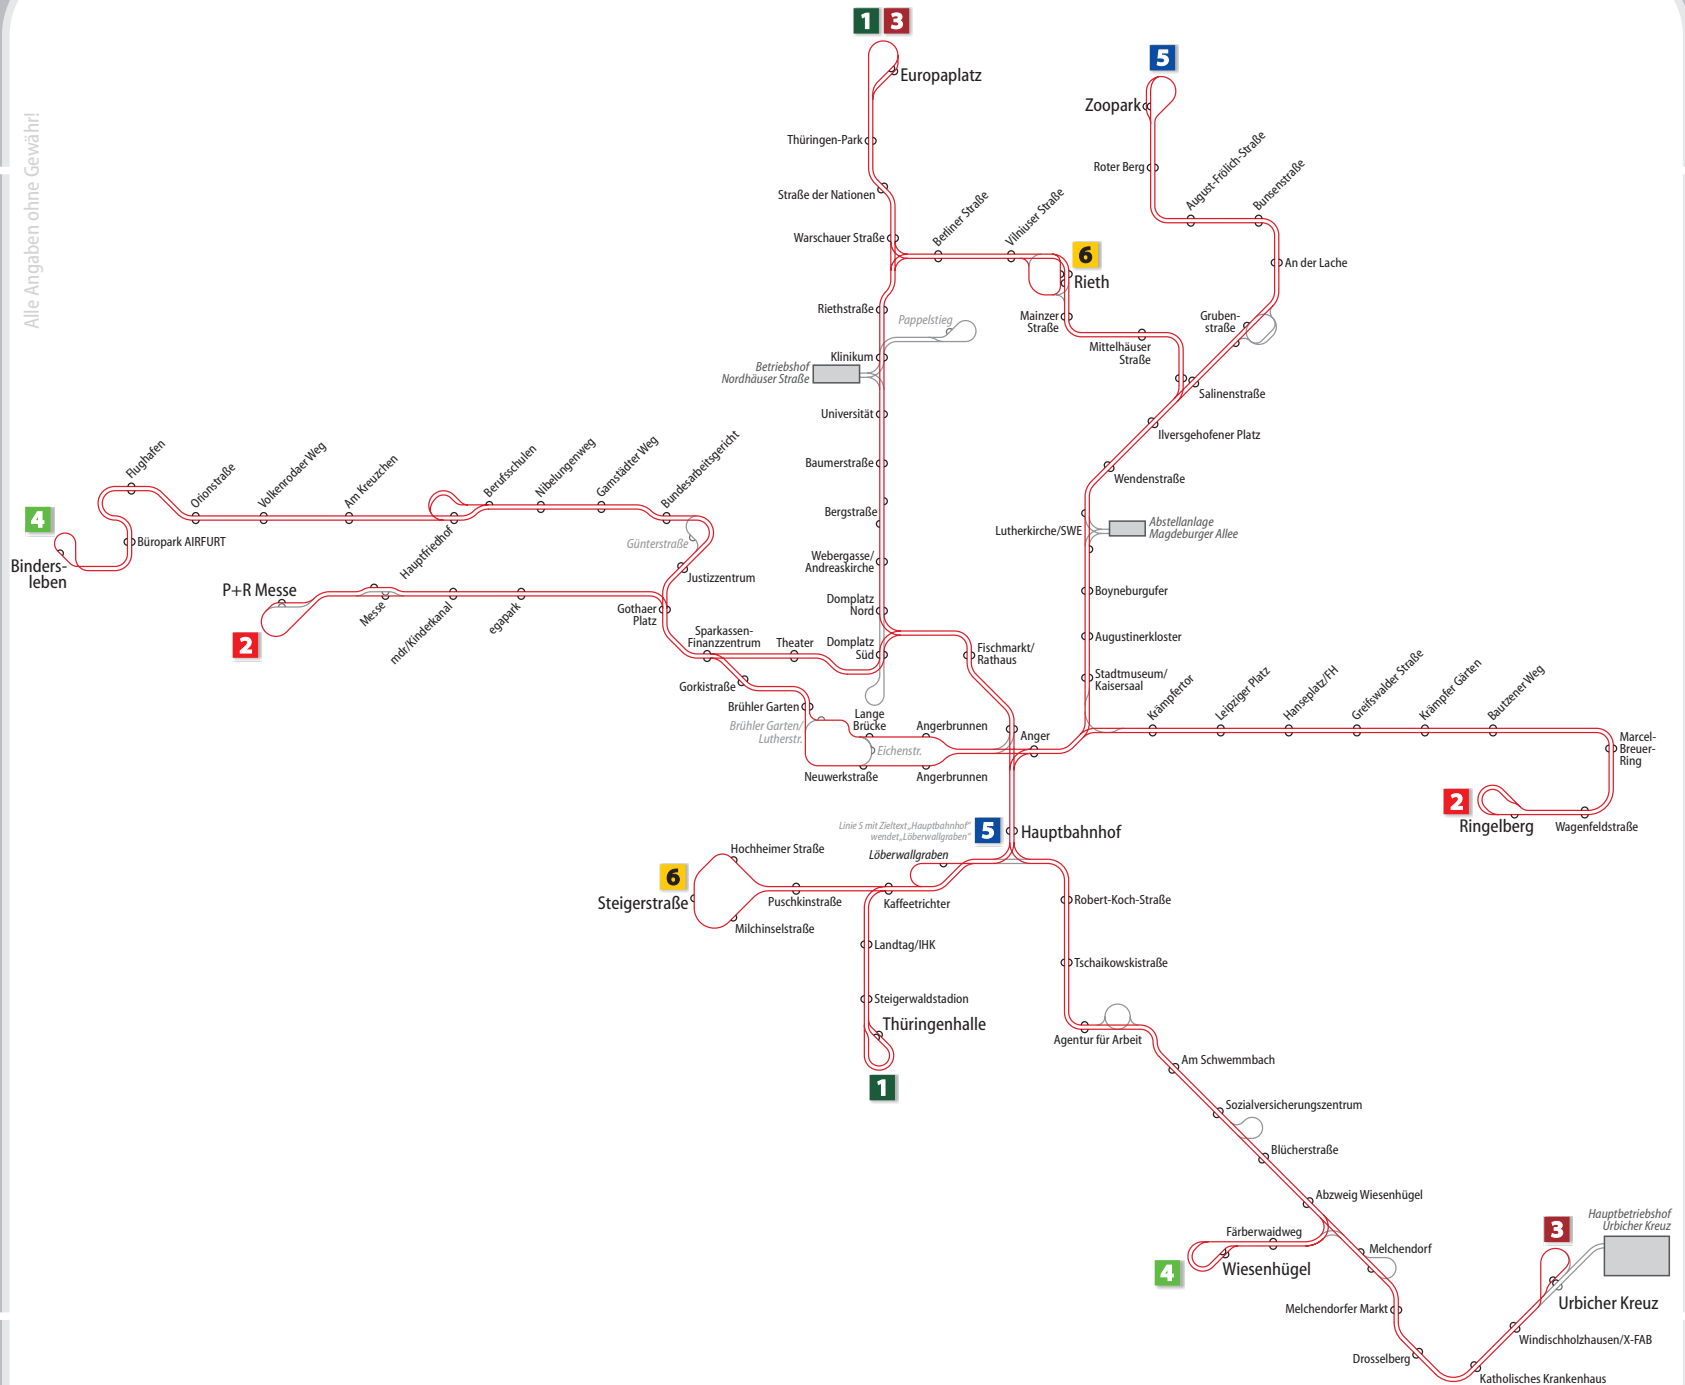 Alle Angaben ohne Gewähr!
1
3
Europaplatz
Thüringen-Park
Straße der Nationen
Warschauer Straße
Berliner Straße
Vilniuser Straße
6
Rieth
Mainzer
Straße
Mittelhäuser
Straße
5
Zoopark
Roter Berg
August-Frölich-Straße
Bunsenstraße
An der Lache
Gruben-
straße
Salinenstraße
Ilversgehofener Platz
Wendenstraße
Lutherkirche/SWE
Abstellanlage
Magdeburger Allee
Boyneburgufer
Augustinerkloster
Stadtmuseum/
Kaisersaal
Riethstraße
Pappelstieg
Klinikum
Betriebshof
Nordhäuser Straße
Universität
Baumerstraße
Bergstraße
Webergasse/
Andreaskirche
Domplatz
Nord
Domplatz
Süd
Fischmarkt/
Rathaus
4
Binders-
leben
Flughafen
Büropark AIRFURT
Orionstraße
Volkenrodaer Weg
Am Kreuzchen
Hauptfriedhof
Berufsschulen
Nibelungenweg
Gamstädter Weg
Bundesarbeitsgericht
Günterstraße
Justizzentrum
P+R Messe
2
Messe
mdr/Kinderkanal
egapark
Gothaer
Platz
Sparkassen-
Finanzzentrum
Theater
Gorkistraße
Brühler Garten
Brühler Garten/
Lutherstr.
Lange
Brücke
Eichenstr.
Neuwerkstraße
Angerbrunnen
Angerbrunnen
Anger
Krämpfertor
Leipziger Platz
Hanseplatz/FH
Greifswalder Straße
Krämpfer Gärten
Bautzener Weg
Marcel-
Breuer-
Ring
Wagenfeldstraße
2
Ringelberg
Linie 5 mit Zieltext „Hauptbahnhof"
wendet „Löberwallgraben"
5
Hauptbahnhof
Löberwallgraben
Hochheimer Straße
6
Steigerstraße
Milchinselstraße
Puschkinstraße
Kaffeetrichter
Landtag/IHK
Steigerwaldstadion
Thüringenhalle
1
Robert-Koch-Straße
Tschaikowskistraße
Agentur für Arbeit
Am Schwemmbach
Sozialversicherungszentrum
Blücherstraße
Abzweig Wiesenhügel
Färberwaidweg
4
Wiesenhügel
Melchendorf
Melchendorfer Markt
Drosselberg
Katholisches Krankenhaus
Windischholzhausen/X-FAB
3
Urbicher Kreuz
Hauptbetriebshof
Urbicher Kreuz